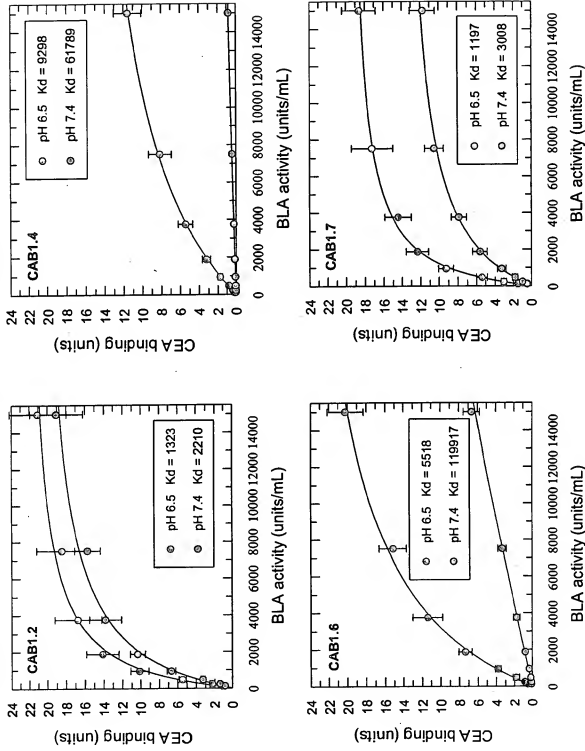 CAB1.2
24
22
20
18
16
14
12
10
8
6
4
2
0
CEA binding (units)
pH 6.5 Kd = 1323
pH 7.4 Kd = 2210
0 2000 4000 6000 8000 10000 12000 14000
BLA activity (units/mL)
CAB1.4
24
22
20
18
16
14
12
10
8
6
4
2
0
CEA binding (units)
pH 6.5 Kd = 9298
pH 7.4 Kd = 61789
0 2000 4000 6000 8000 10000 12000 14000
BLA activity (units/mL)
CAB1.6
24
22
20
18
16
14
12
10
8
6
4
2
0
CEA binding (units)
pH 6.5 Kd = 5518
pH 7.4 Kd = 119917
0 2000 4000 6000 8000 10000 12000 14000
BLA activity (units/mL)
CAB1.7
24
22
20
18
16
14
12
10
8
6
4
2
0
CEA binding (units)
pH 6.5 Kd = 1197
pH 7.4 Kd = 3008
0 2000 4000 6000 8000 10000 12000 14000
BLA activity (units/mL)